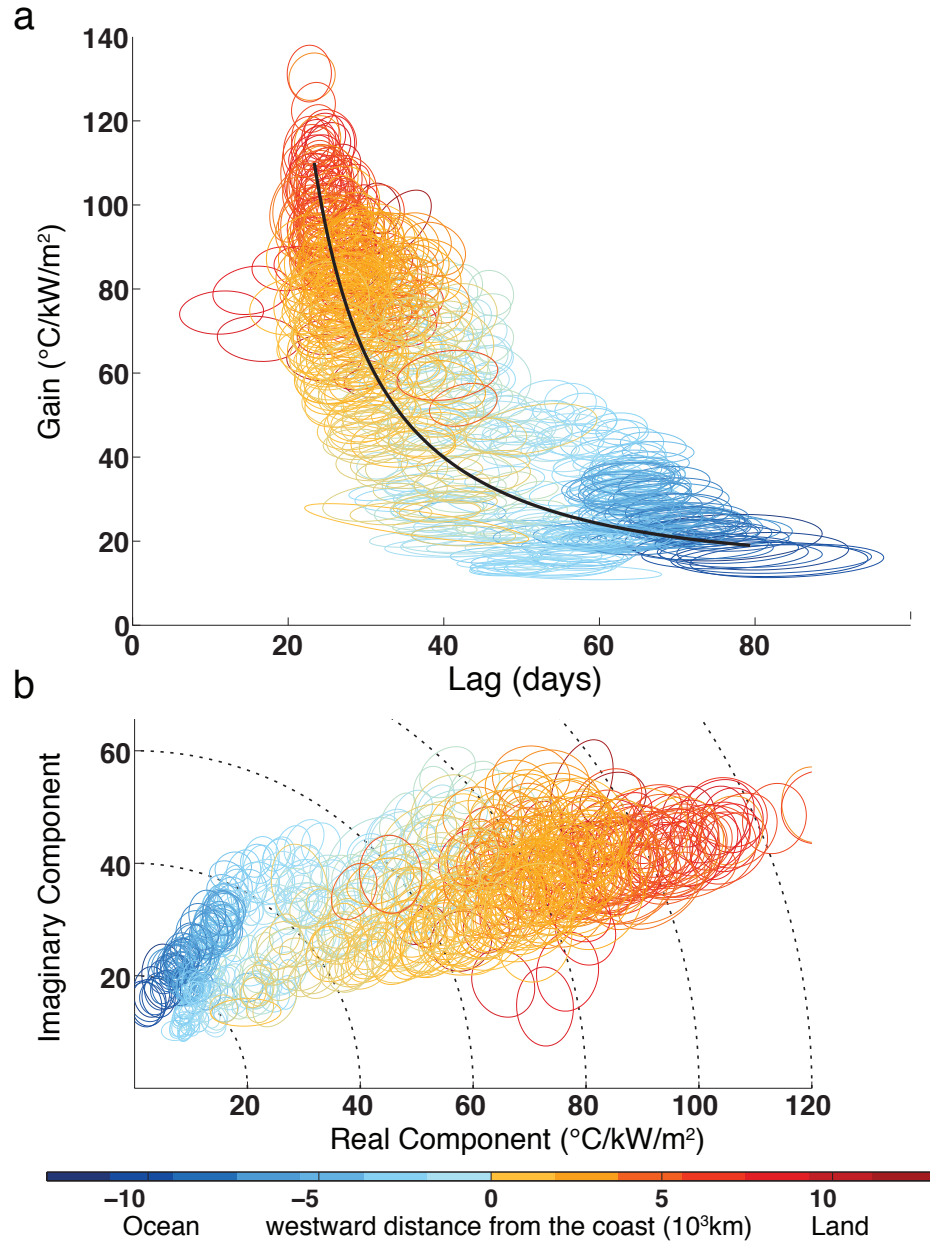 a
140
120
100
80
60
40
20
0
Gain (°C/kW/m²)
0 20 40 60 80
Lag (days)
b
60
40
20
Imaginary Component
20 40 60 80 100 120
Real Component (°C/kW/m²)
−10 −5 0 5 10
Ocean westward distance from the coast (10³km) Land